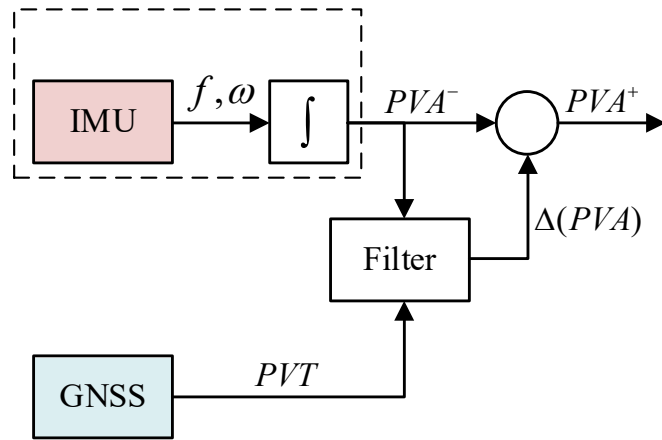 f, ω
IMU
∫
PVA⁻
PVA⁺
Δ(PVA)
Filter
PVT
GNSS